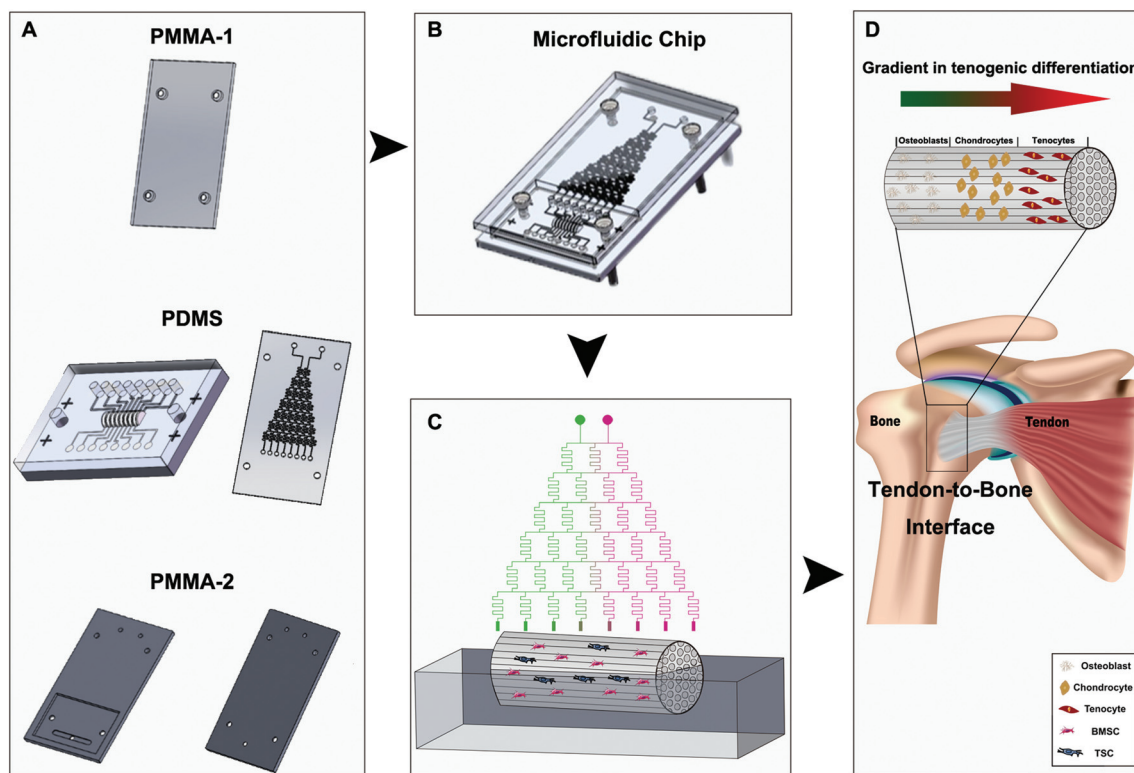 A
PMMA-1
PDMS
PMMA-2
B
Microfluidic Chip
C
D
Gradient in tenogenic differentiation
Osteoblasts
Chondrocytes
Tenocytes
Bone
Tendon
Tendon-to-Bone
Interface
Osteoblast
Chondrocyte
Tenocyte
BMSC
TSC